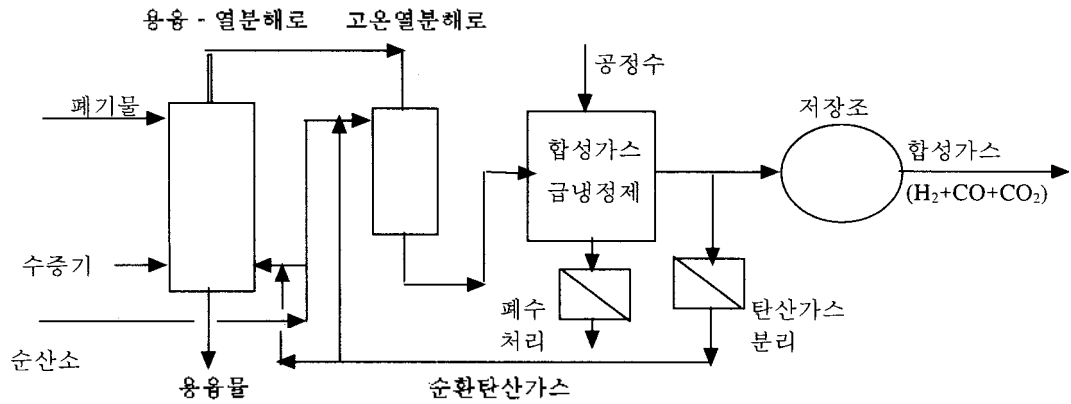 용융 - 열분해로
고온열분해로
폐기물
공정수
저장조
합성가스
급냉정제
합성가스
(H₂+CO+CO₂)
수증기
폐수
처리
탄산가스
분리
순산소
용융물
순환탄산가스